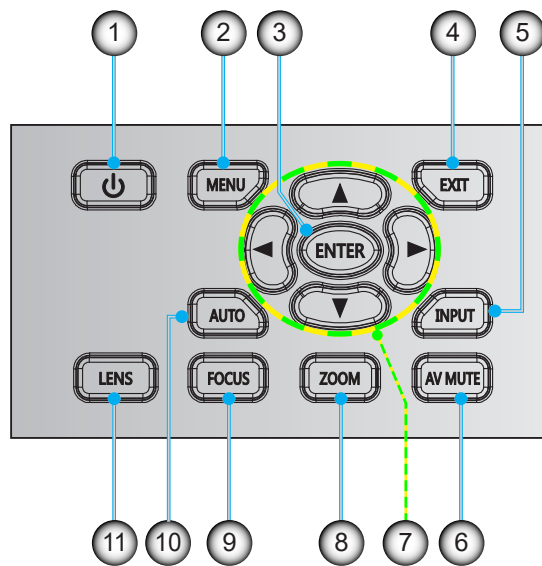 1 2 3 4 5
MENU EXIT
ENTER
AUTO INPUT
LENS FOCUS ZOOM AV MUTE
11 10 9 8 7 6